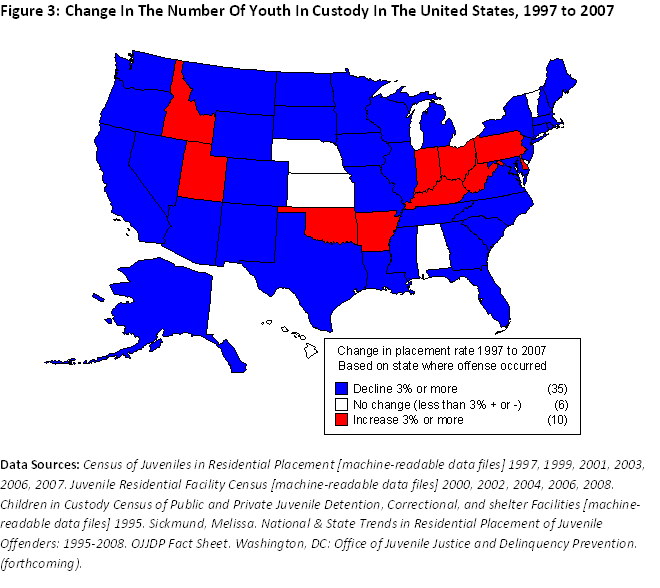 Figure 3: Change In The Number Of Youth In Custody In The United States, 1997 to 2007
Change in placement rate 1997 to 2007
Based on state where offense occurred
Decline 3% or more (35)
No change (less than 3% + or -) (6)
Increase 3% or more (10)
Data Sources: Census of Juveniles in Residential Placement [machine-readable data files] 1997, 1999, 2001, 2003,
2006, 2007. Juvenile Residential Facility Census [machine-readable data files] 2000, 2002, 2004, 2006, 2008.
Children in Custody Census of Public and Private Juvenile Detention, Correctional, and shelter Facilities [machine-
readable data files] 1995. Sickmund, Melissa. National & State Trends in Residential Placement of Juvenile
Offenders: 1995-2008. OJJDP Fact Sheet. Washington, DC: Office of Juvenile Justice and Delinquency Prevention.
(forthcoming).